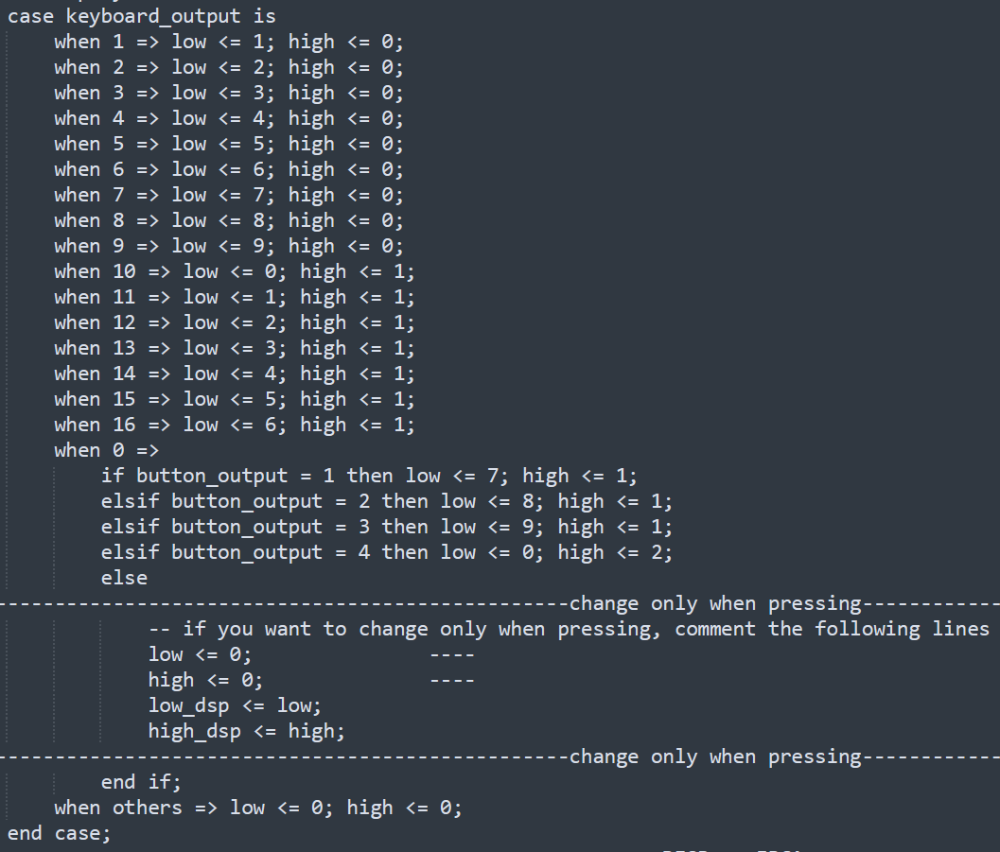 case keyboard_output is
when 1 => low <= 1; high <= 0;
when 2 => low <= 2; high <= 0;
when 3 => low <= 3; high <= 0;
when 4 => low <= 4; high <= 0;
when 5 => low <= 5; high <= 0;
when 6 => low <= 6; high <= 0;
when 7 => low <= 7; high <= 0;
when 8 => low <= 8; high <= 0;
when 9 => low <= 9; high <= 0;
when 10 => low <= 0; high <= 1;
when 11 => low <= 1; high <= 1;
when 12 => low <= 2; high <= 1;
when 13 => low <= 3; high <= 1;
when 14 => low <= 4; high <= 1;
when 15 => low <= 5; high <= 1;
when 16 => low <= 6; high <= 1;
when 0 =>
if button_output = 1 then low <= 7; high <= 1;
elsif button_output = 2 then low <= 8; high <= 1;
elsif button_output = 3 then low <= 9; high <= 1;
elsif button_output = 4 then low <= 0; high <= 2;
else
-------------------------------------------------change only when pressing------------
-- if you want to change only when pressing, comment the following lines
low <= 0; ----
high <= 0; ----
low_dsp <= low;
high_dsp <= high;
-------------------------------------------------change only when pressing------------
end if;
when others => low <= 0; high <= 0;
end case;